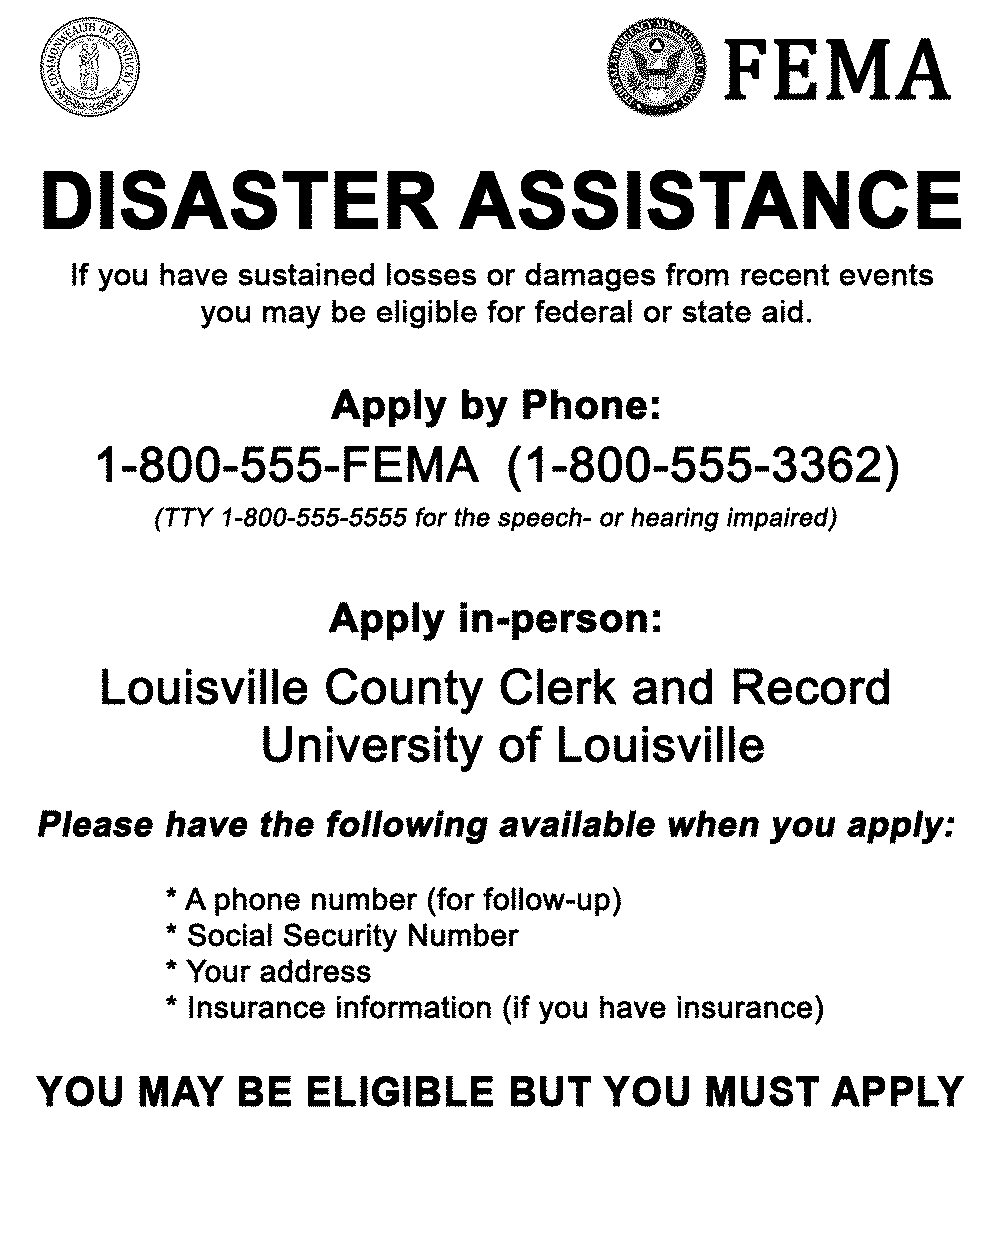 COMMONWEALTH OF KENTUCKY
FEMA
DISASTER ASSISTANCE
If you have sustained losses or damages from recent events
you may be eligible for federal or state aid.
Apply by Phone:
1-800-555-FEMA (1-800-555-3362)
(TTY 1-800-555-5555 for the speech- or hearing impaired)
Apply in-person:
Louisville County Clerk and Record
University of Louisville
Please have the following available when you apply:
* A phone number (for follow-up)
* Social Security Number
* Your address
* Insurance information (if you have insurance)
YOU MAY BE ELIGIBLE BUT YOU MUST APPLY